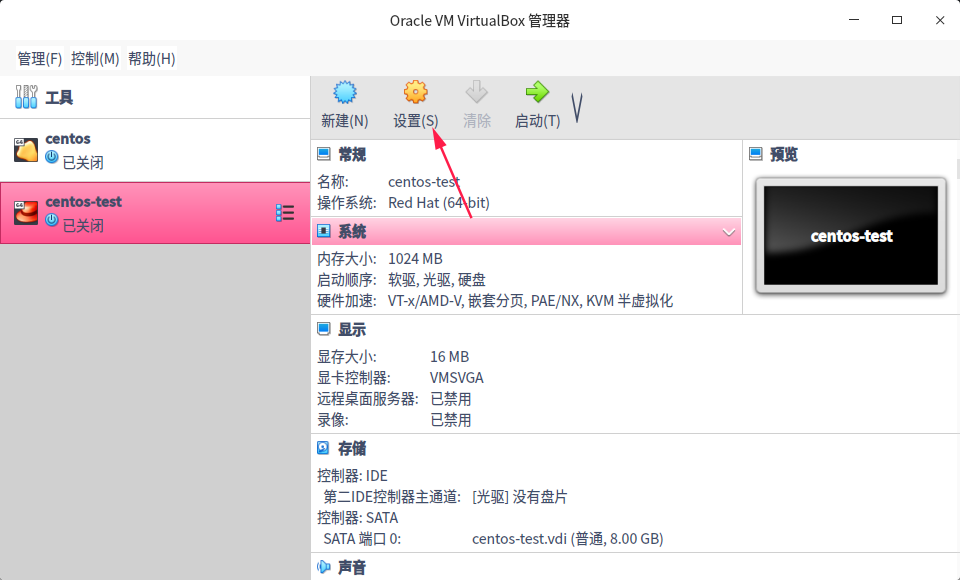 Oracle VM VirtualBox 管理器
管理(F) 控制(M) 帮助(H)
工具
centos
已关闭
centos-test
已关闭
新建(N) 设置(S) 清除 启动(T)
常规
名称: centos-test
操作系统: Red Hat (64-bit)
系统
内存大小: 1024 MB
启动顺序: 软驱, 光驱, 硬盘
硬件加速: VT-x/AMD-V, 嵌套分页, PAE/NX, KVM 半虚拟化
预览
centos-test
显示
显存大小: 16 MB
显卡控制器: VMSVGA
远程桌面服务器: 已禁用
录像: 已禁用
存储
控制器: IDE
第二IDE控制器主通道: [光驱] 没有盘片
控制器: SATA
SATA 端口 0: centos-test.vdi (普通, 8.00 GB)
声音